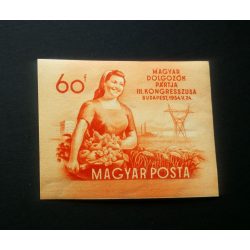 60f
MAGYAR
DOLGOZÓK
PÁRTJA
III. KONGRESSZUSA
BUDAPEST, 1954.V.24.
MAGYAR POSTA